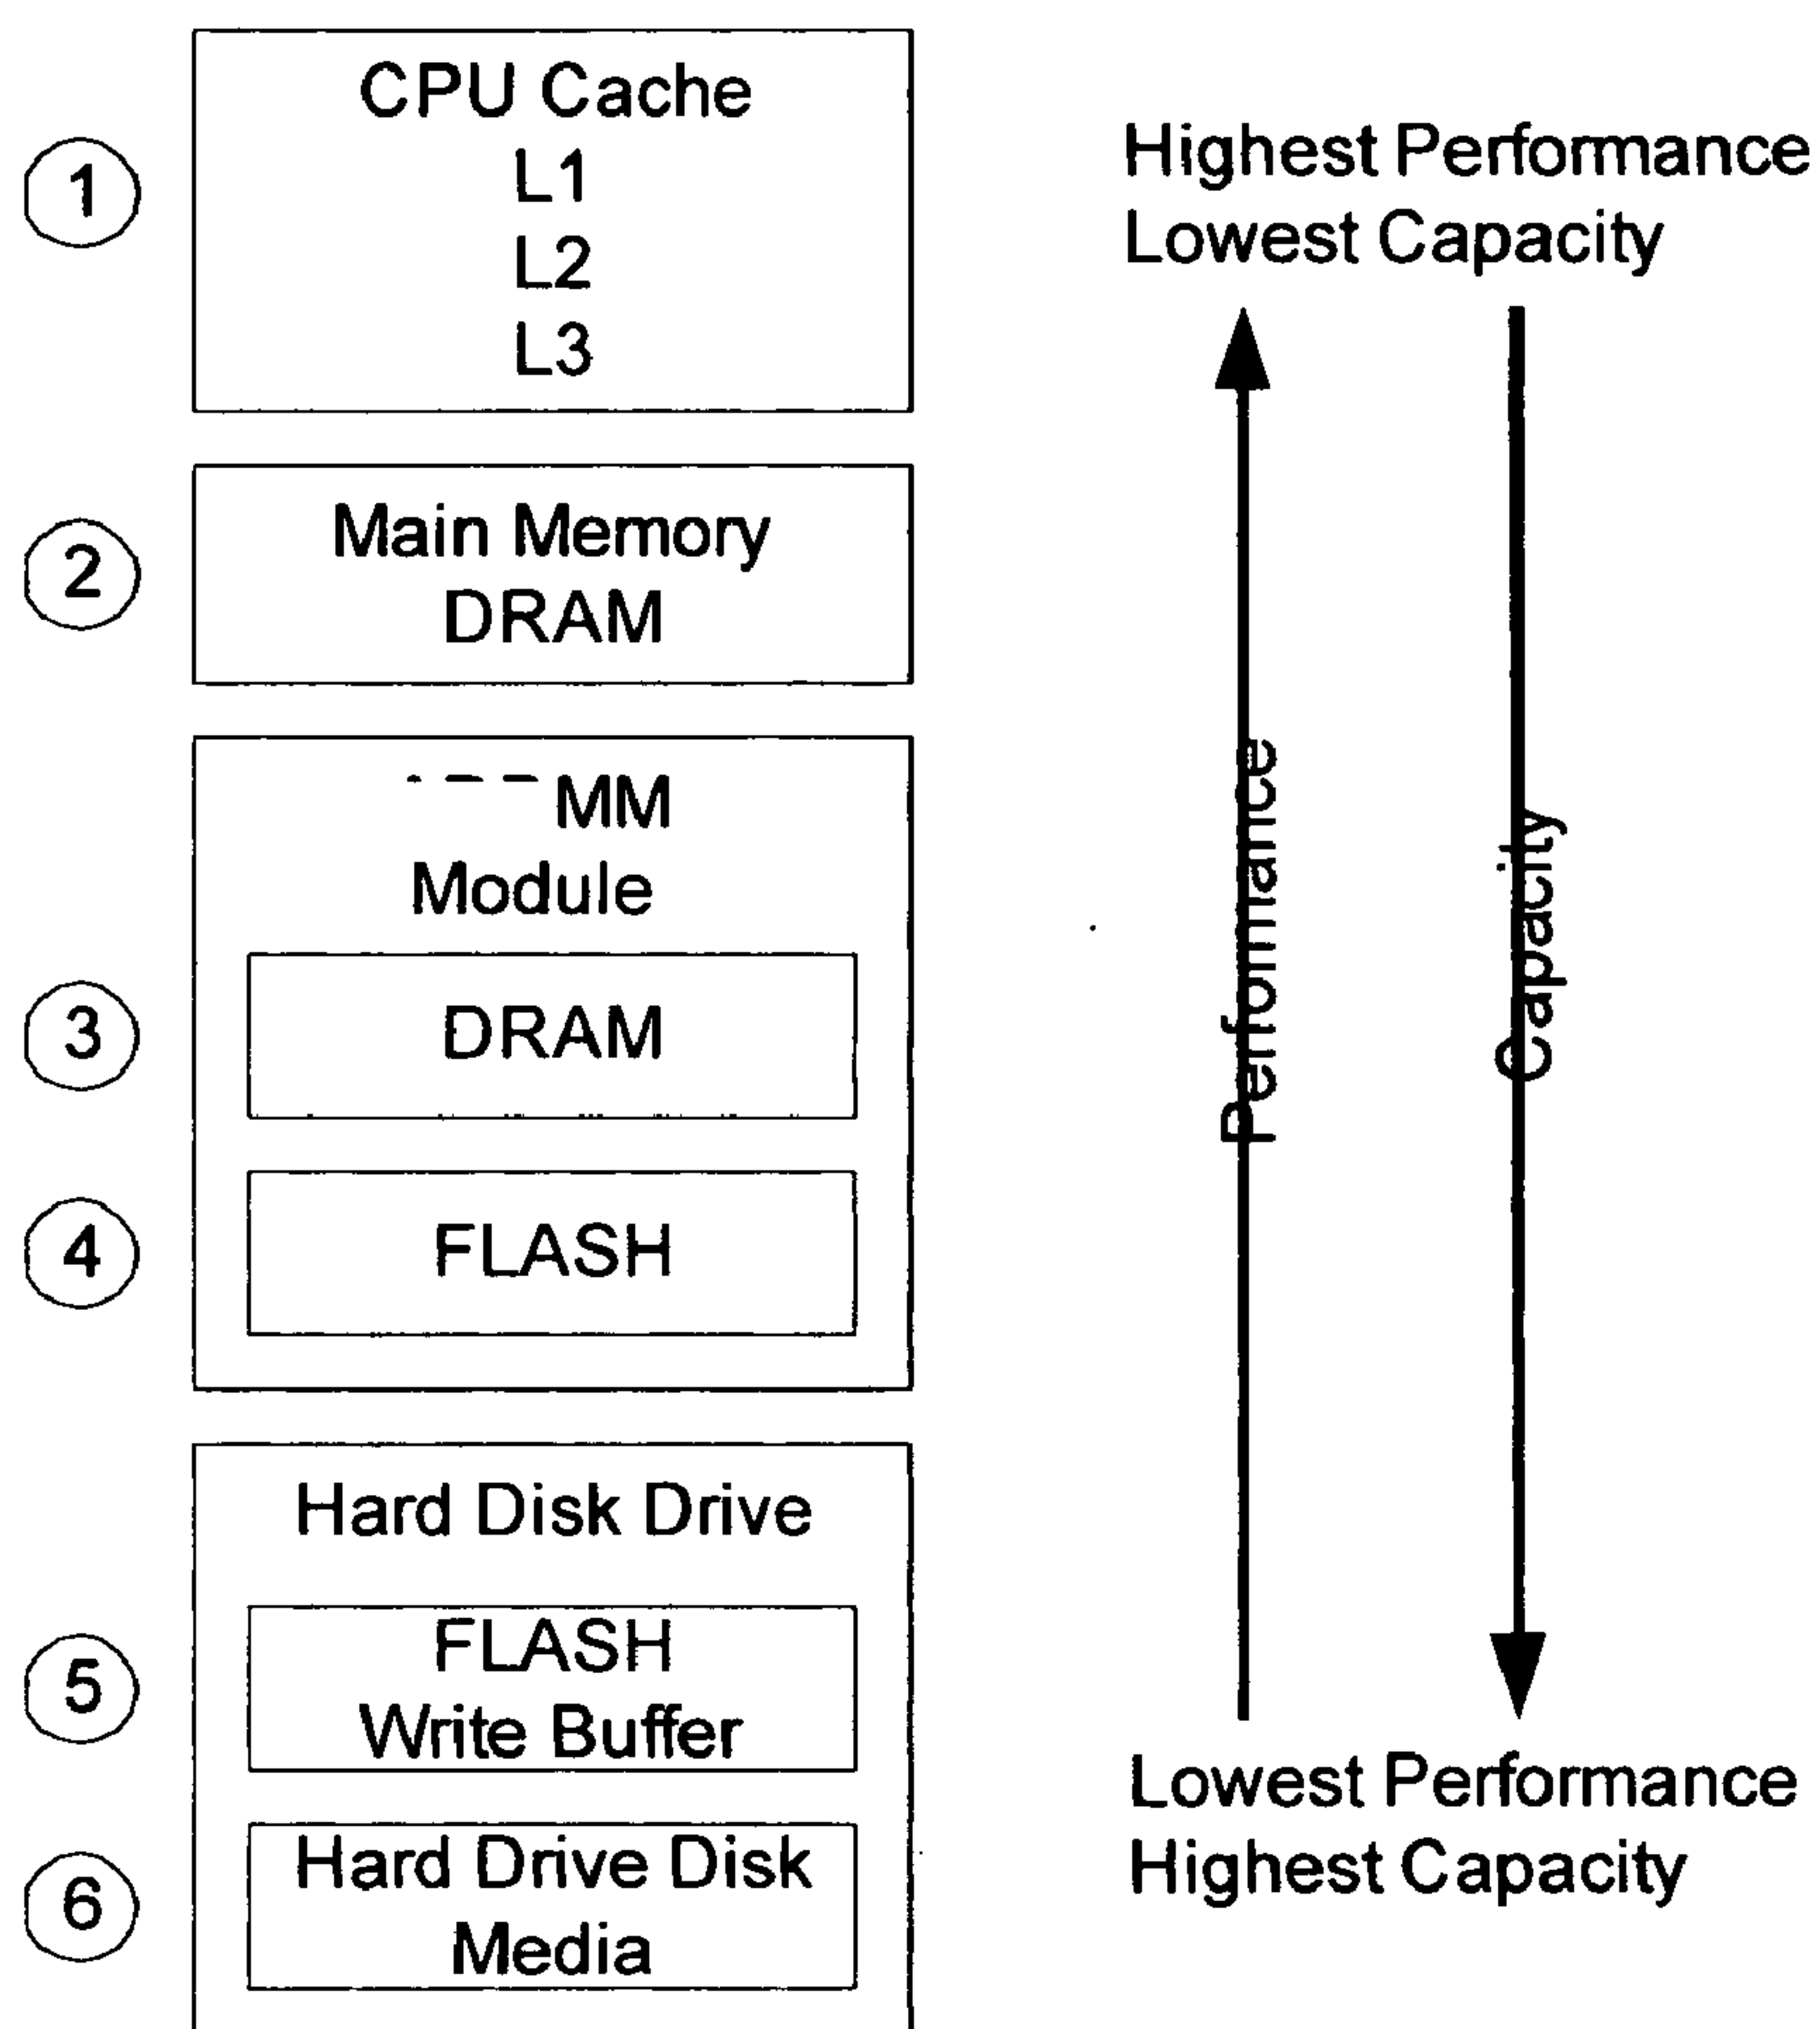 CPU Cache
L1
L2
L3
1
Highest Performance
Lowest Capacity
Main Memory
DRAM
2
MM
Module
DRAM
3
FLASH
4
Performance
Capacity
Hard Disk Drive
FLASH
Write Buffer
5
Hard Drive Disk
Media
6
Lowest Performance
Highest Capacity